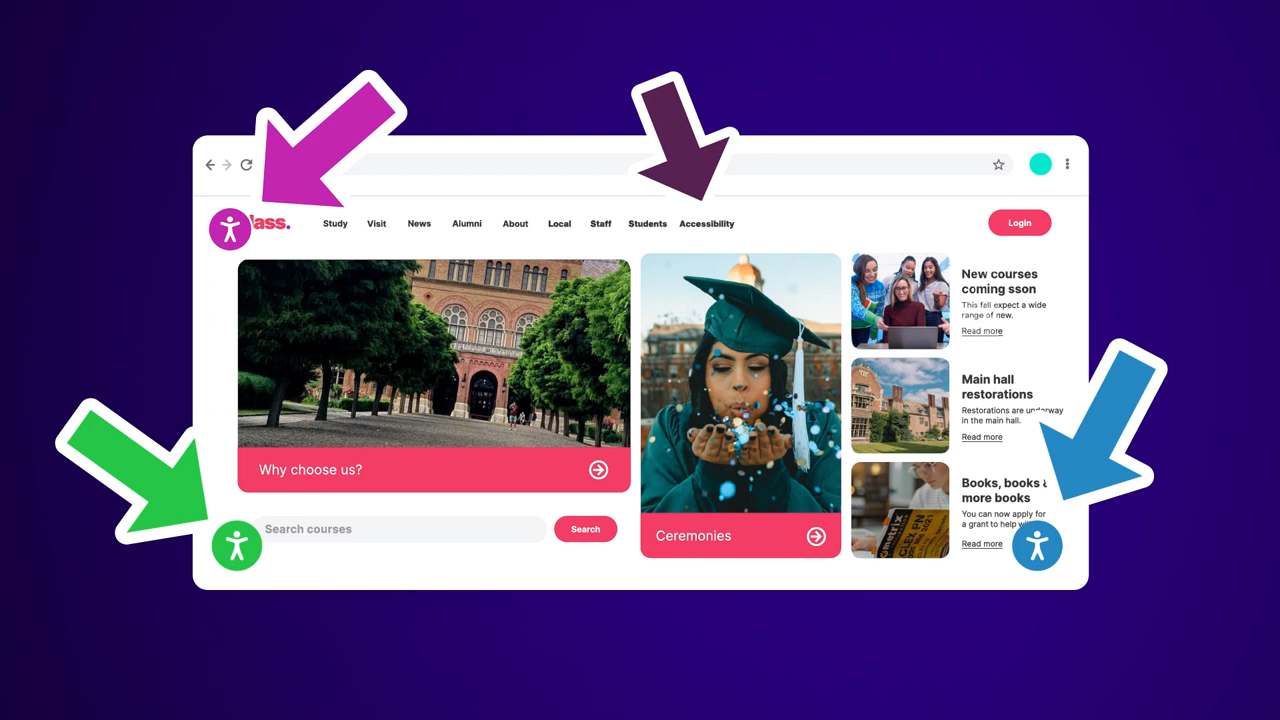 lass.
Study
Visit
News
Alumni
About
Local
Staff
Students
Accessibility
Login
Why choose us?
Search courses
Search
Ceremonies
New courses
coming sson
This fall expect a wide
range of new.
Read more
Main hall
restorations
Restorations are underway
in the main hall.
Read more
Books, books &
more books
You can now apply for
a grant to help
Read more